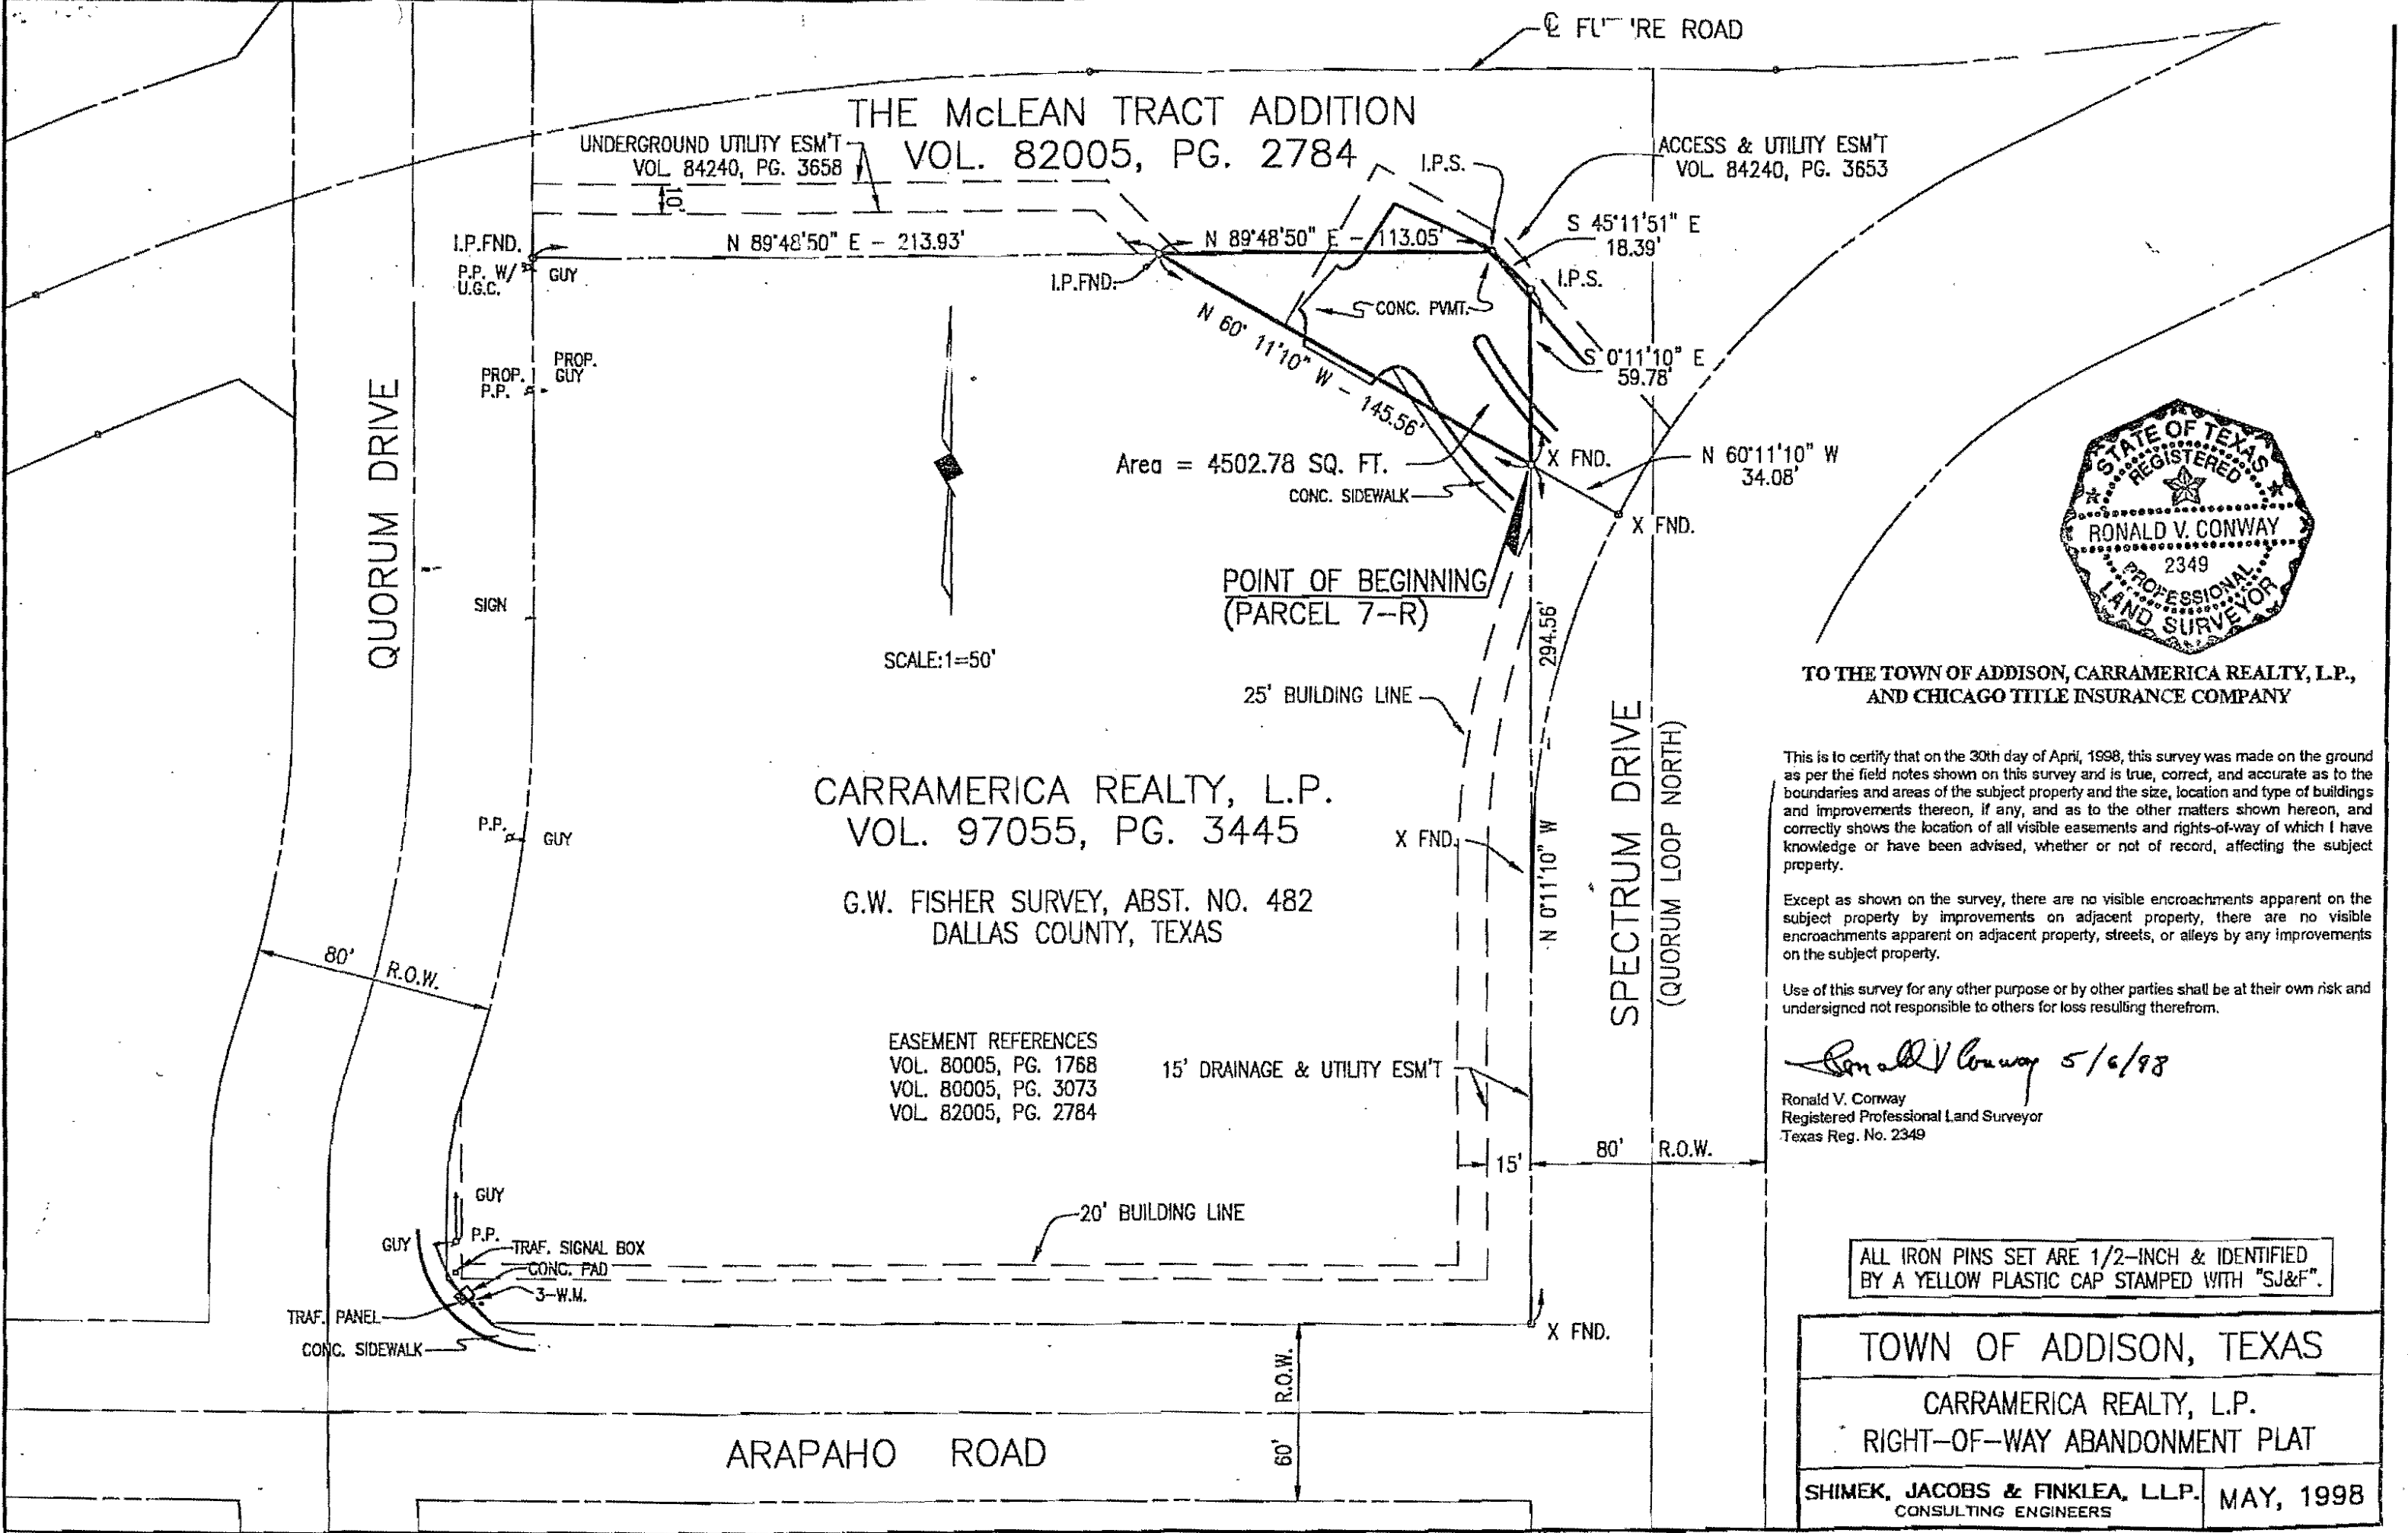 ℄ FU RE ROAD
THE McLEAN TRACT ADDITION
VOL. 82005, PG. 2784
UNDERGROUND UTILITY ESM'T
VOL. 84240, PG. 3658
10'
I.P.S.
ACCESS & UTILITY ESM'T
VOL. 84240, PG. 3653
S 45°11'51" E
18.39'
I.P.FND.
N 89°48'50" E - 213.93'
N 89°48'50" E - 113.05'
P.P. W/
U.G.C.
GUY
I.P.FND.
I.P.S.
CONC. PVMT.
N 60° 11'10" W - 145.56'
S 0°11'10" E
59.78'
PROP.
GUY
PROP.
P.P.
QUORUM DRIVE
Area = 4502.78 SQ. FT.
CONC. SIDEWALK
X FND.
N 60°11'10" W
34.08'
X FND.
STATE OF TEXAS
REGISTERED
RONALD V. CONWAY
2349
PROFESSIONAL
LAND SURVEYOR
POINT OF BEGINNING
(PARCEL 7-R)
SIGN
SCALE:1=50'
294.56'
25' BUILDING LINE
TO THE TOWN OF ADDISON, CARRAMERICA REALTY, L.P.,
AND CHICAGO TITLE INSURANCE COMPANY
This is to certify that on the 30th day of April, 1998, this survey was made on the ground
as per the field notes shown on this survey and is true, correct, and accurate as to the
boundaries and areas of the subject property and the size, location and type of buildings
and improvements thereon, if any, and as to the other matters shown hereon, and
correctly shows the location of all visible easements and rights-of-way of which I have
knowledge or have been advised, whether or not of record, affecting the subject
property.
Except as shown on the survey, there are no visible encroachments apparent on the
subject property by improvements on adjacent property, there are no visible
encroachments apparent on adjacent property, streets, or alleys by any improvements
on the subject property.
Use of this survey for any other purpose or by other parties shall be at their own risk and
undersigned not responsible to others for loss resulting therefrom.
Ronald V Conway 5/6/98
Ronald V. Conway
Registered Professional Land Surveyor
Texas Reg. No. 2349
CARRAMERICA REALTY, L.P.
VOL. 97055, PG. 3445
P.P.
GUY
X FND.
N 0°11'10" W
SPECTRUM DRIVE
(QUORUM LOOP NORTH)
G.W. FISHER SURVEY, ABST. NO. 482
DALLAS COUNTY, TEXAS
80'
R.O.W.
EASEMENT REFERENCES
VOL. 80005, PG. 1768
VOL. 80005, PG. 3073
VOL. 82005, PG. 2784
15' DRAINAGE & UTILITY ESM'T
15'
80'
R.O.W.
GUY
20' BUILDING LINE
GUY
P.P.
TRAF. SIGNAL BOX
CONC. PAD
3-W.M.
TRAF. PANEL
CONC. SIDEWALK
X FND.
60' R.O.W.
ARAPAHO ROAD
ALL IRON PINS SET ARE 1/2-INCH & IDENTIFIED
BY A YELLOW PLASTIC CAP STAMPED WITH "SJ&F".
TOWN OF ADDISON, TEXAS
CARRAMERICA REALTY, L.P.
RIGHT-OF-WAY ABANDONMENT PLAT
SHIMEK, JACOBS & FINKLEA, L.L.P.
CONSULTING ENGINEERS
MAY, 1998